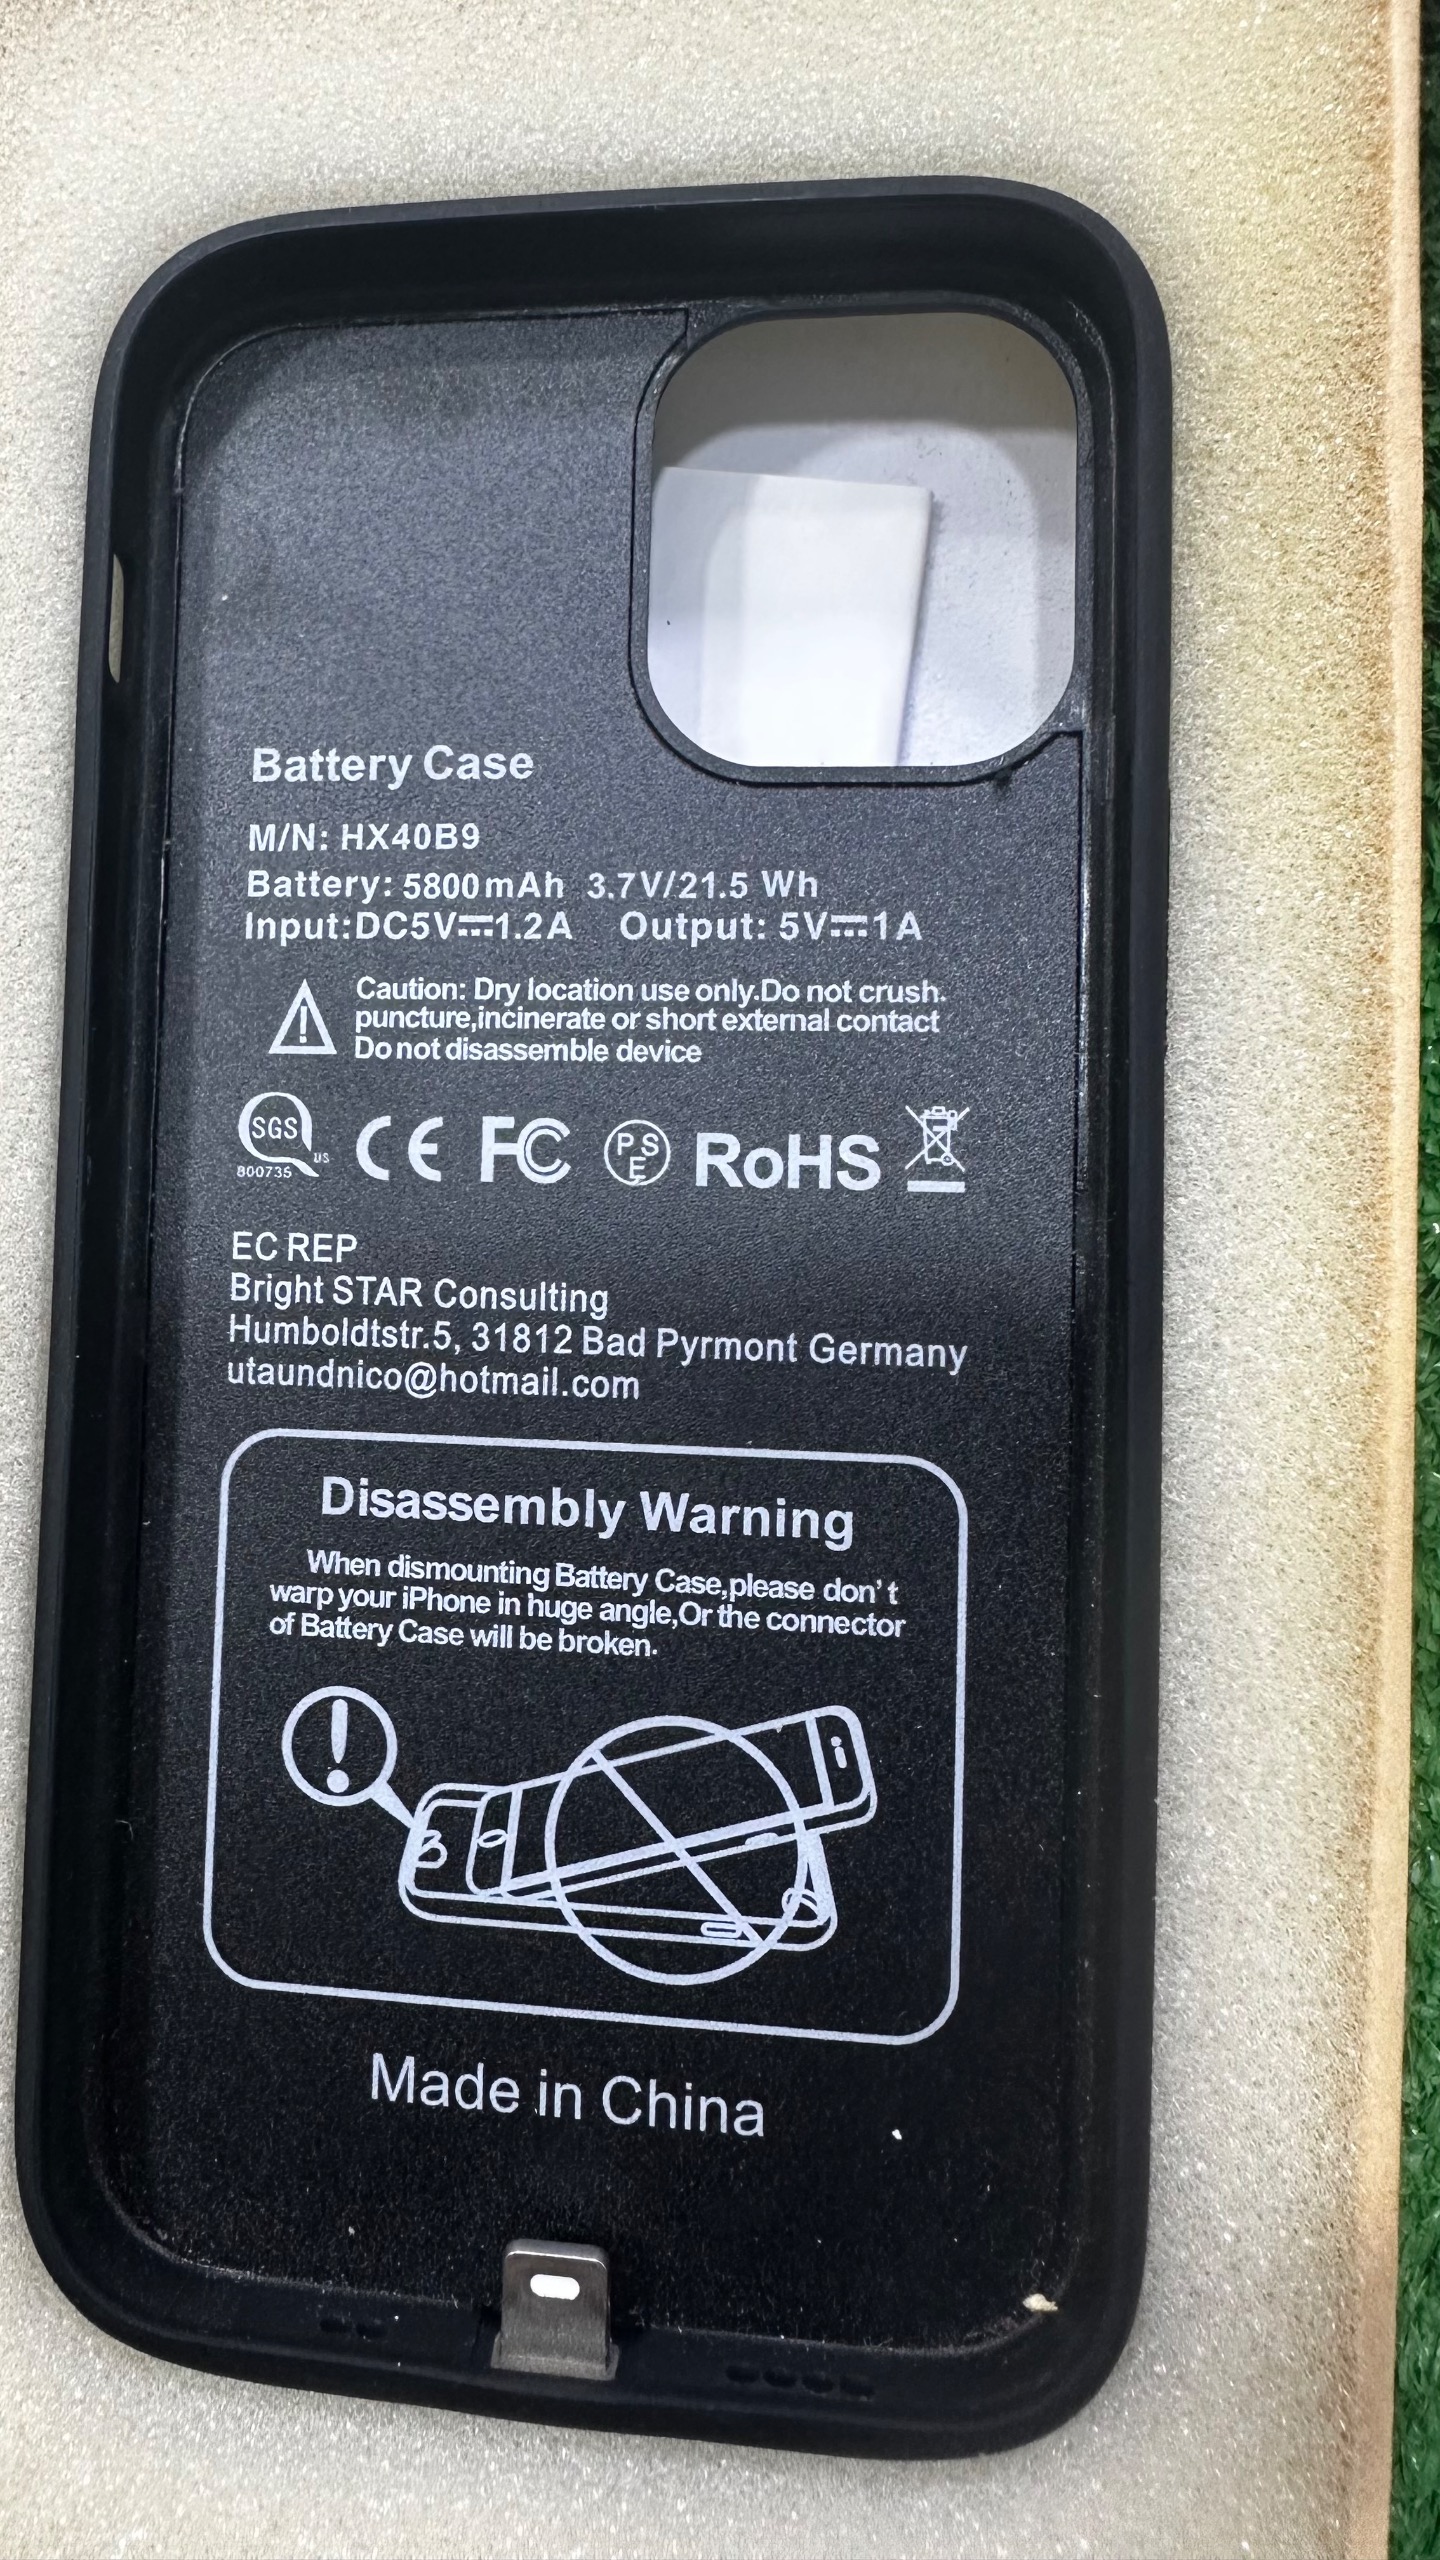 Battery Case
M/N: HX40B9
Battery: 5800mAh 3.7V/21.5 Wh
Input:DC5V⎓1.2A Output: 5V⎓1A
Caution: Dry location use only.Do not crush.
puncture,incinerate or short external contact
Do not disassemble device
SGS US
800735
CE FC PSE RoHS
EC REP
Bright STAR Consulting
Humboldtstr.5, 31812 Bad Pyrmont Germany
utaundnico@hotmail.com
Disassembly Warning
When dismounting Battery Case,please don't
warp your iPhone in huge angle,Or the connector
of Battery Case will be broken.
Made in China